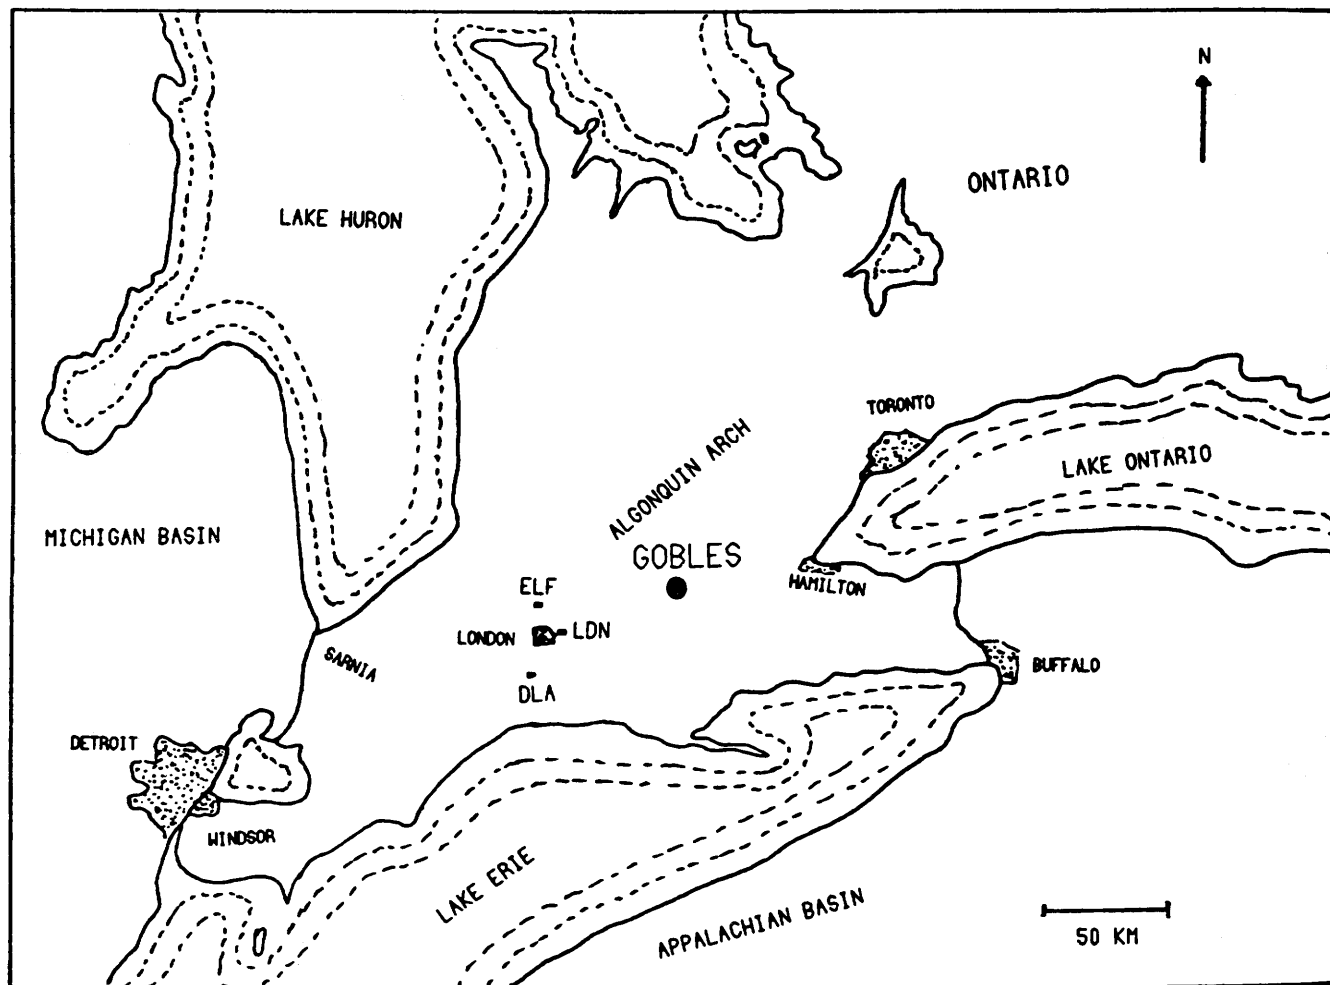 N
ONTARIO
LAKE HURON
TORONTO
LAKE ONTARIO
ALGONQUIN ARCH
MICHIGAN BASIN
GOBLES
ELF
HAMILTON
LONDON
LDN
SARNIA
BUFFALO
DLA
DETROIT
WINDSOR
LAKE ERIE
APPALACHIAN BASIN
50 KM